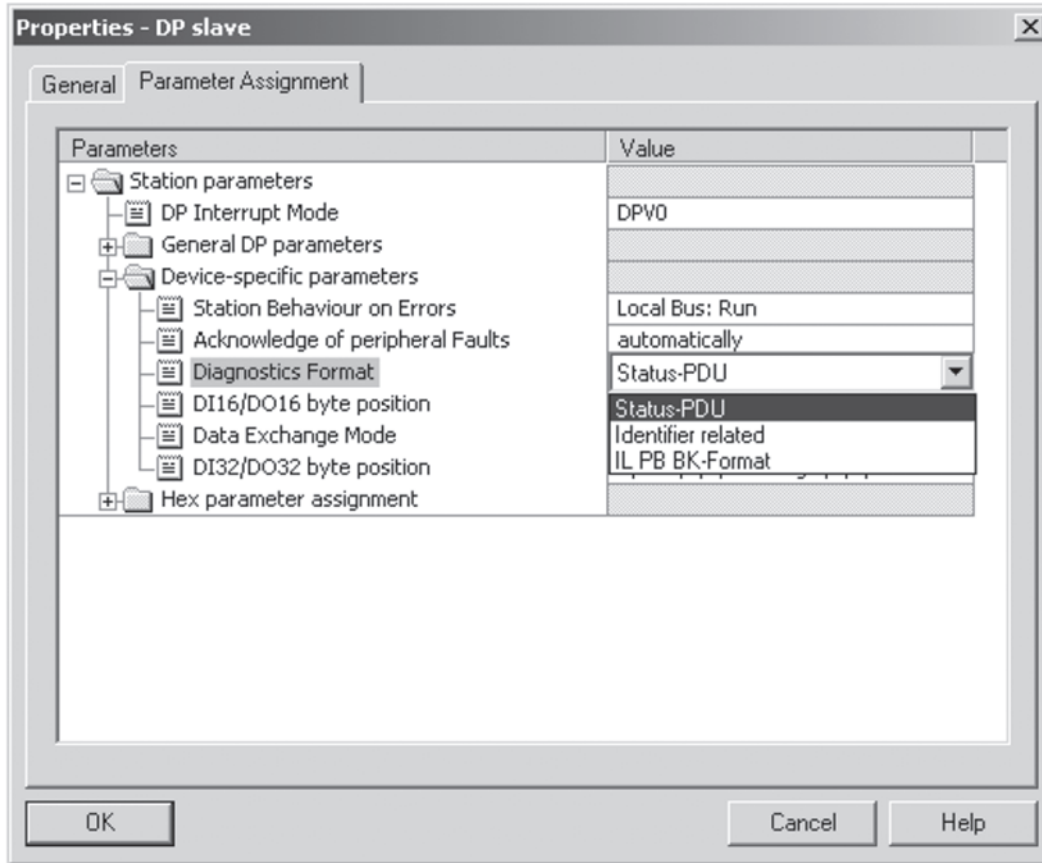 Properties - DP slave
General Parameter Assignment
Parameters Value
Station parameters
DP Interrupt Mode DPV0
General DP parameters
Device-specific parameters
Station Behaviour on Errors Local Bus: Run
Acknowledge of peripheral Faults automatically
Diagnostics Format Status-PDU
DI16/DO16 byte position Status-PDU
Data Exchange Mode Identifier related
DI32/DO32 byte position IL PB BK-Format
Hex parameter assignment
OK Cancel Help